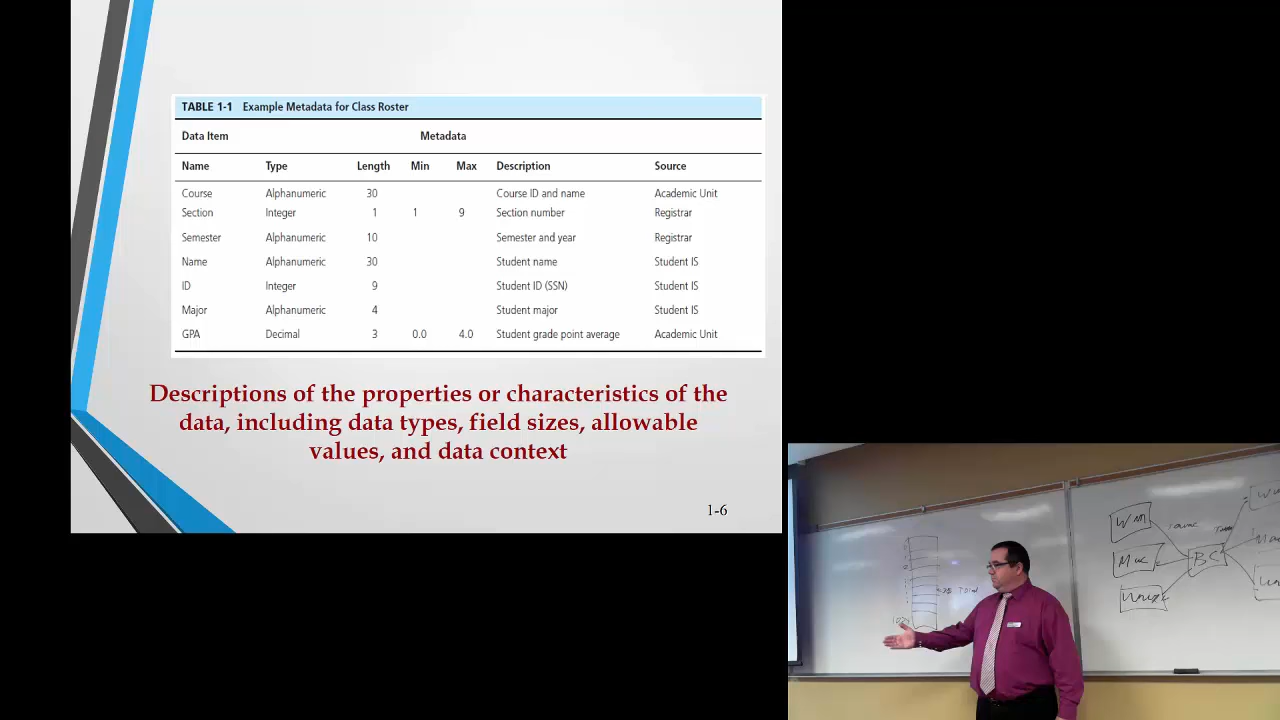 TABLE 1-1 Example Metadata for Class Roster
Data Item Metadata
Name Type Length Min Max Description Source
Course Alphanumeric 30 Course ID and name Academic Unit
Section Integer 1 1 9 Section number Registrar
Semester Alphanumeric 10 Semester and year Registrar
Name Alphanumeric 30 Student name Student IS
ID Integer 9 Student ID (SSN) Student IS
Major Alphanumeric 4 Student major Student IS
GPA Decimal 3 0.0 4.0 Student grade point average Academic Unit
Descriptions of the properties or characteristics of the
data, including data types, field sizes, allowable
values, and data context
1-6
BC